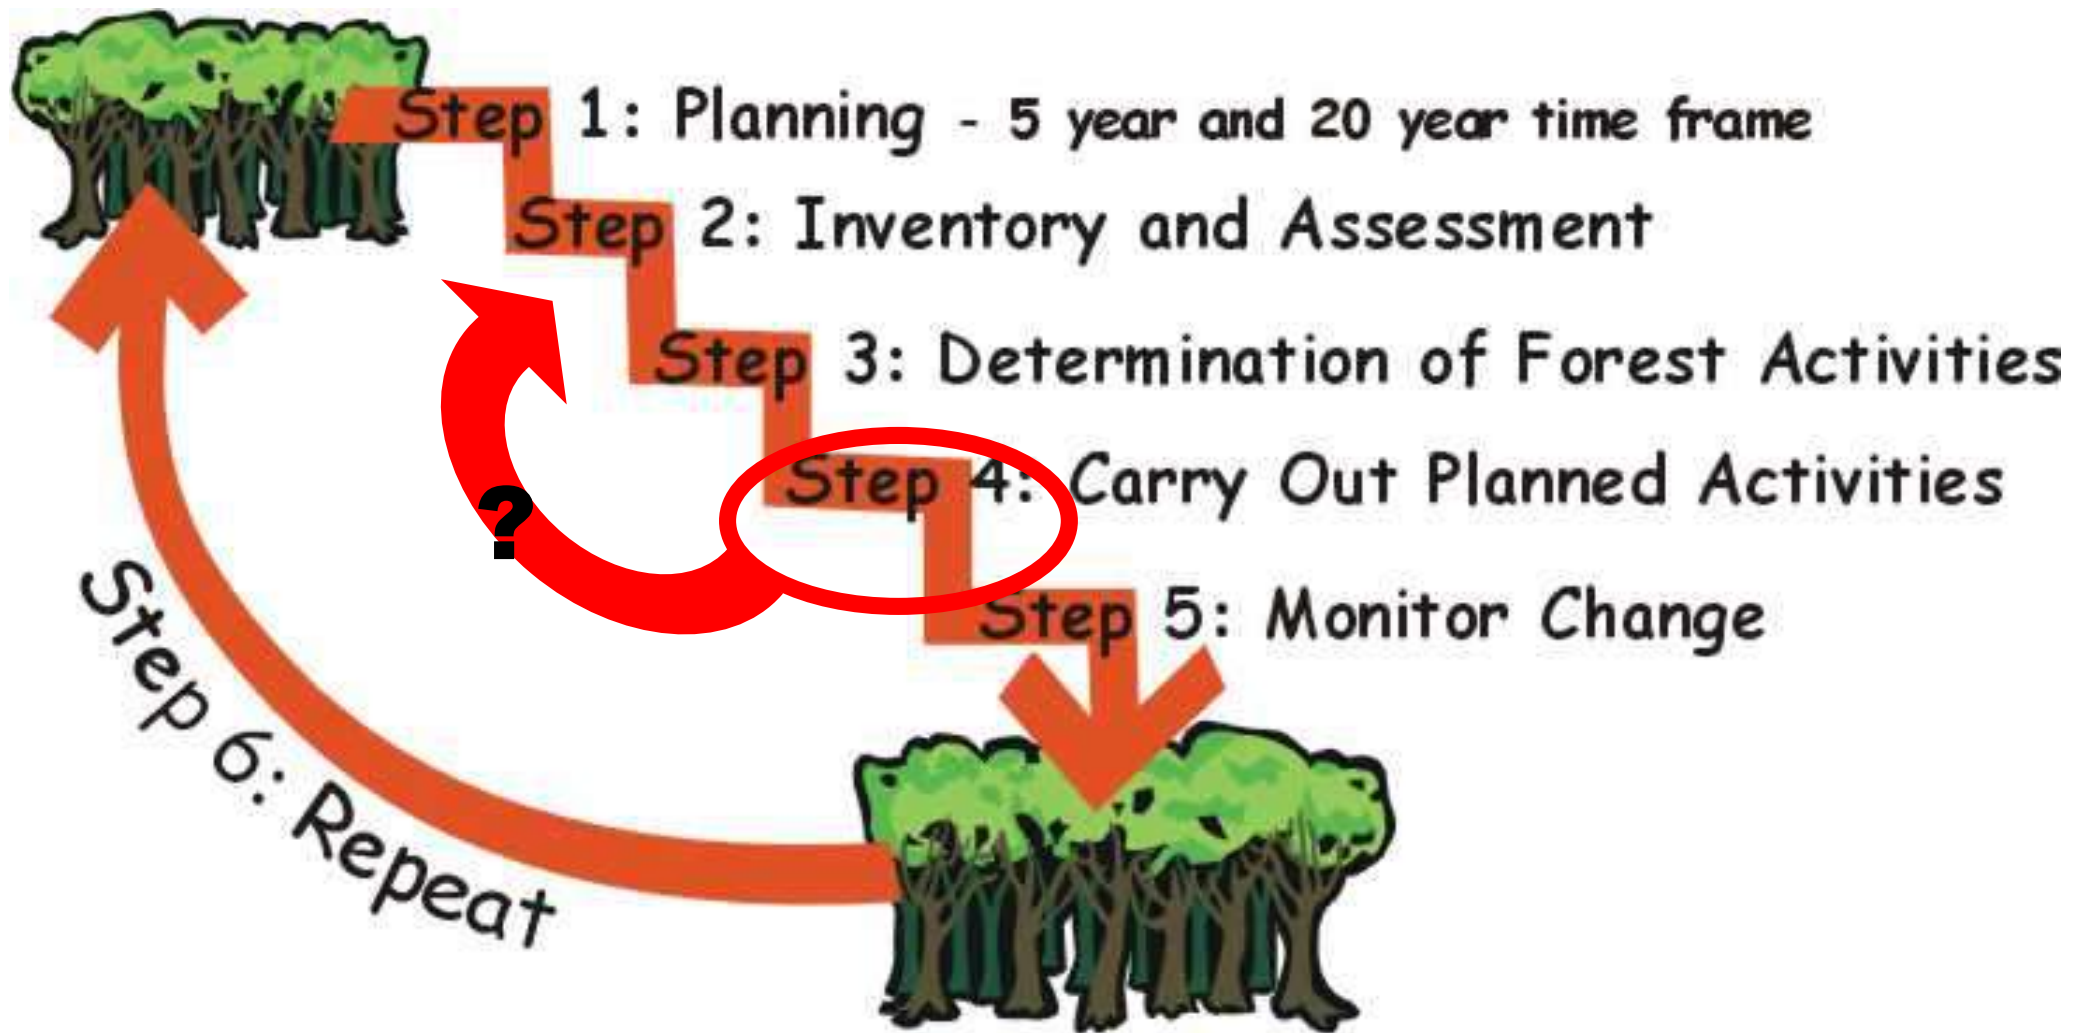 Step 1: Planning - 5 year and 20 year time frame
Step 2: Inventory and Assessment
Step 3: Determination of Forest Activities
Step 4: Carry Out Planned Activities
?
Step 5: Monitor Change
Step 6: Repeat